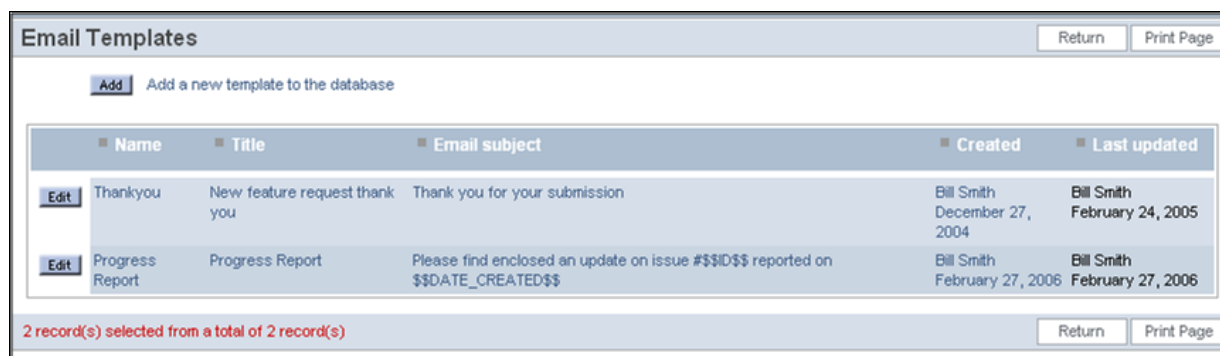 Email Templates
Return
Print Page
Add
Add a new template to the database
Name
Title
Email subject
Created
Last updated
Edit
Thankyou
New feature request thank
you
Thank you for your submission
Bill Smith
December 27,
2004
Bill Smith
February 24, 2005
Edit
Progress
Report
Progress Report
Please find enclosed an update on issue #$$ID$$ reported on
$$DATE_CREATED$$
Bill Smith
February 27, 2006
Bill Smith
February 27, 2006
2 record(s) selected from a total of 2 record(s)
Return
Print Page